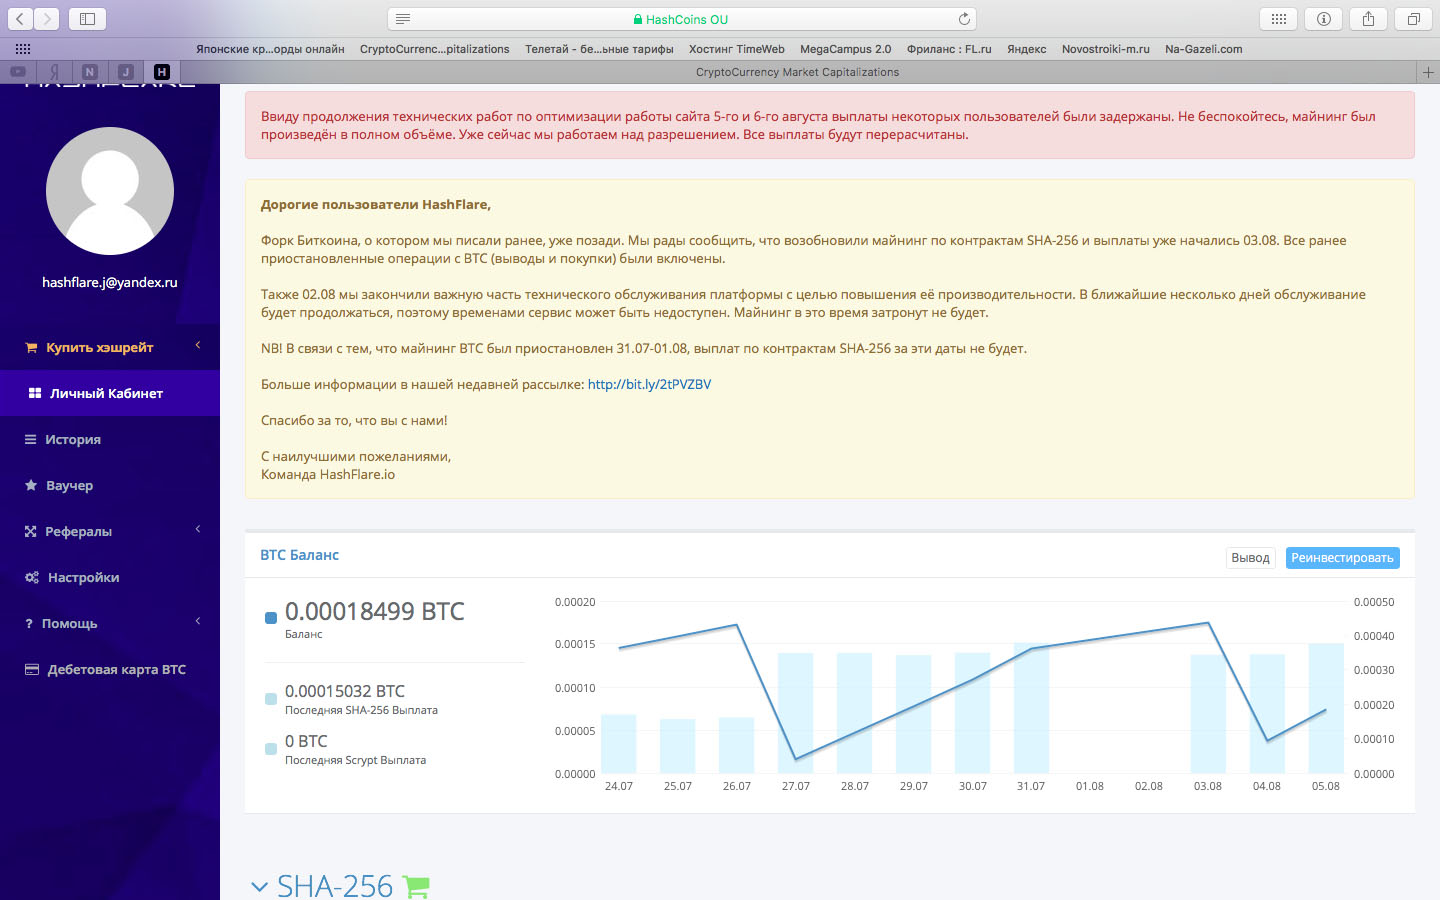 HashCoins OU
Японские кр...орды онлайн CryptoCurrenc...pitalizations Телетай - бе...ьные тарифы Хостинг TimeWeb MegaCampus 2.0 Фриланс : FL.ru Яндекс Novostroiki-m.ru Na-Gazeli.com
Я N J H CryptoCurrency Market Capitalizations
HASHFLARE
hashflare.j@yandex.ru
Купить хэшрейт
Личный Кабинет
История
Ваучер
Рефералы
Настройки
Помощь
Дебетовая карта BTC
Ввиду продолжения технических работ по оптимизации работы сайта 5-го и 6-го августа выплаты некоторых пользователей были задержаны. Не беспокойтесь, майнинг был
произведён в полном объёме. Уже сейчас мы работаем над разрешением. Все выплаты будут перерасчитаны.
Дорогие пользователи HashFlare,
Форк Биткоина, о котором мы писали ранее, уже позади. Мы рады сообщить, что возобновили майнинг по контрактам SHA-256 и выплаты уже начались 03.08. Все ранее
приостановленные операции с BTC (выводы и покупки) были включены.
Также 02.08 мы закончили важную часть технического обслуживания платформы с целью повышения её производительности. В ближайшие несколько дней обслуживание
будет продолжаться, поэтому временами сервис может быть недоступен. Майнинг в это время затронут не будет.
NB! В связи с тем, что майнинг BTC был приостановлен 31.07-01.08, выплат по контрактам SHA-256 за эти даты не будет.
Больше информации в нашей недавней рассылке: http://bit.ly/2tPVZBV
Спасибо за то, что вы с нами!
С наилучшими пожеланиями,
Команда HashFlare.io
BTC Баланс
Вывод Реинвестировать
0.00018499 BTC
Баланс
0.00015032 BTC
Последняя SHA-256 Выплата
0 BTC
Последняя Scrypt Выплата
0.00020 0.00050
0.00015 0.00040
0.00030
0.00010
0.00020
0.00005 0.00010
0.00000 0.00000
24.07 25.07 26.07 27.07 28.07 29.07 30.07 31.07 01.08 02.08 03.08 04.08 05.08
SHA-256